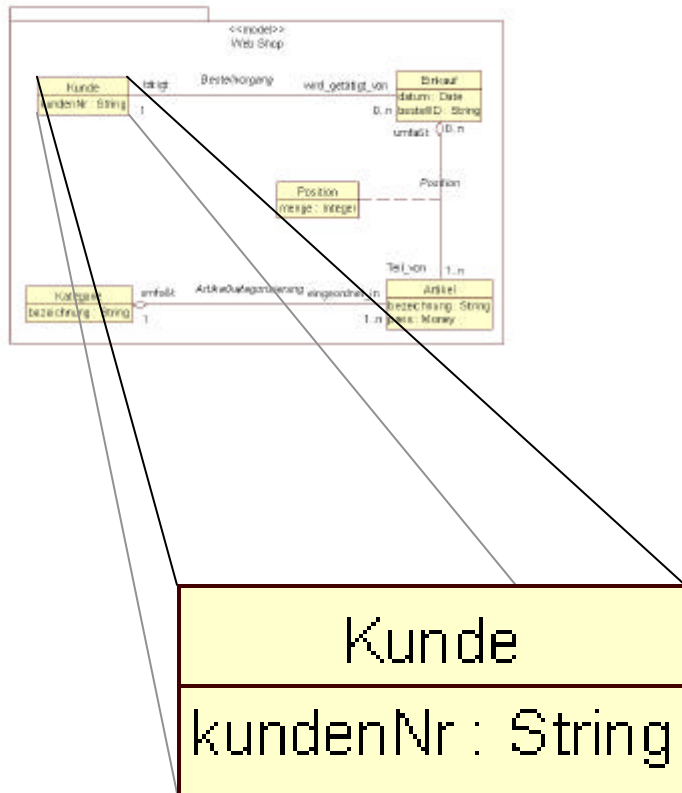 <<model>>
Web Shop
Kunde
kundenNr : String
tätigt
1
Bestellvorgang
wird_getätigt_von
0..n
Einkauf
datum : Date
bestellID : String
umfaßt
0..n
Position
Position
menge : Integer
Teil_von
1..n
Kategorie
bezeichnung : String
umfaßt
1
Artikelkategorisierung
eingeordnet_in
1..n
Artikel
bezeichnung : String
preis : Money
Kunde
kundenNr : String